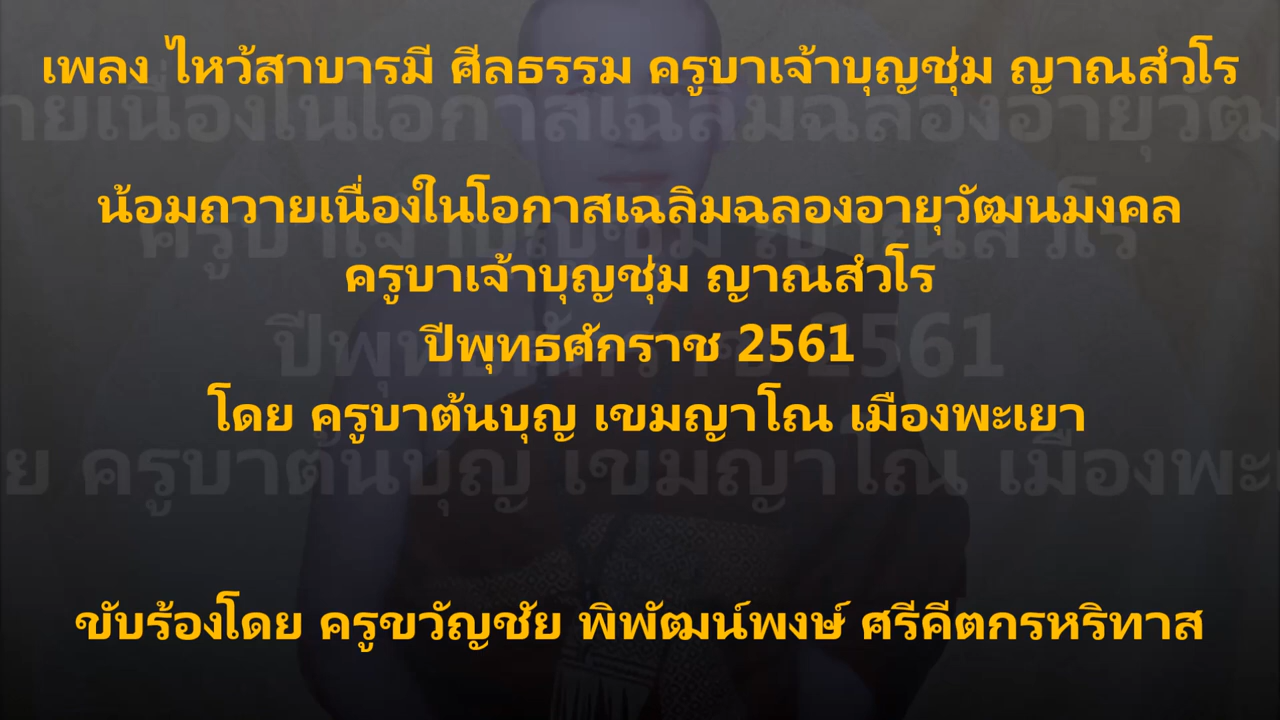 เพลง ไหว้สาบารมี ศีลธรรม ครูบาเจ้าบุญชุ่ม ญาณสํวโร
น้อมถวายเนื่องในโอกาสเฉลิมฉลองอายุวัฒนมงคล
ครูบาเจ้าบุญชุ่ม ญาณสํวโร
ปีพุทธศักราช 2561
โดย ครูบาต้นบุญ เขมญาโณ เมืองพะเยา
ขับร้องโดย ครูขวัญชัย พิพัฒน์พงษ์ ศรีคีตกรหริทาส